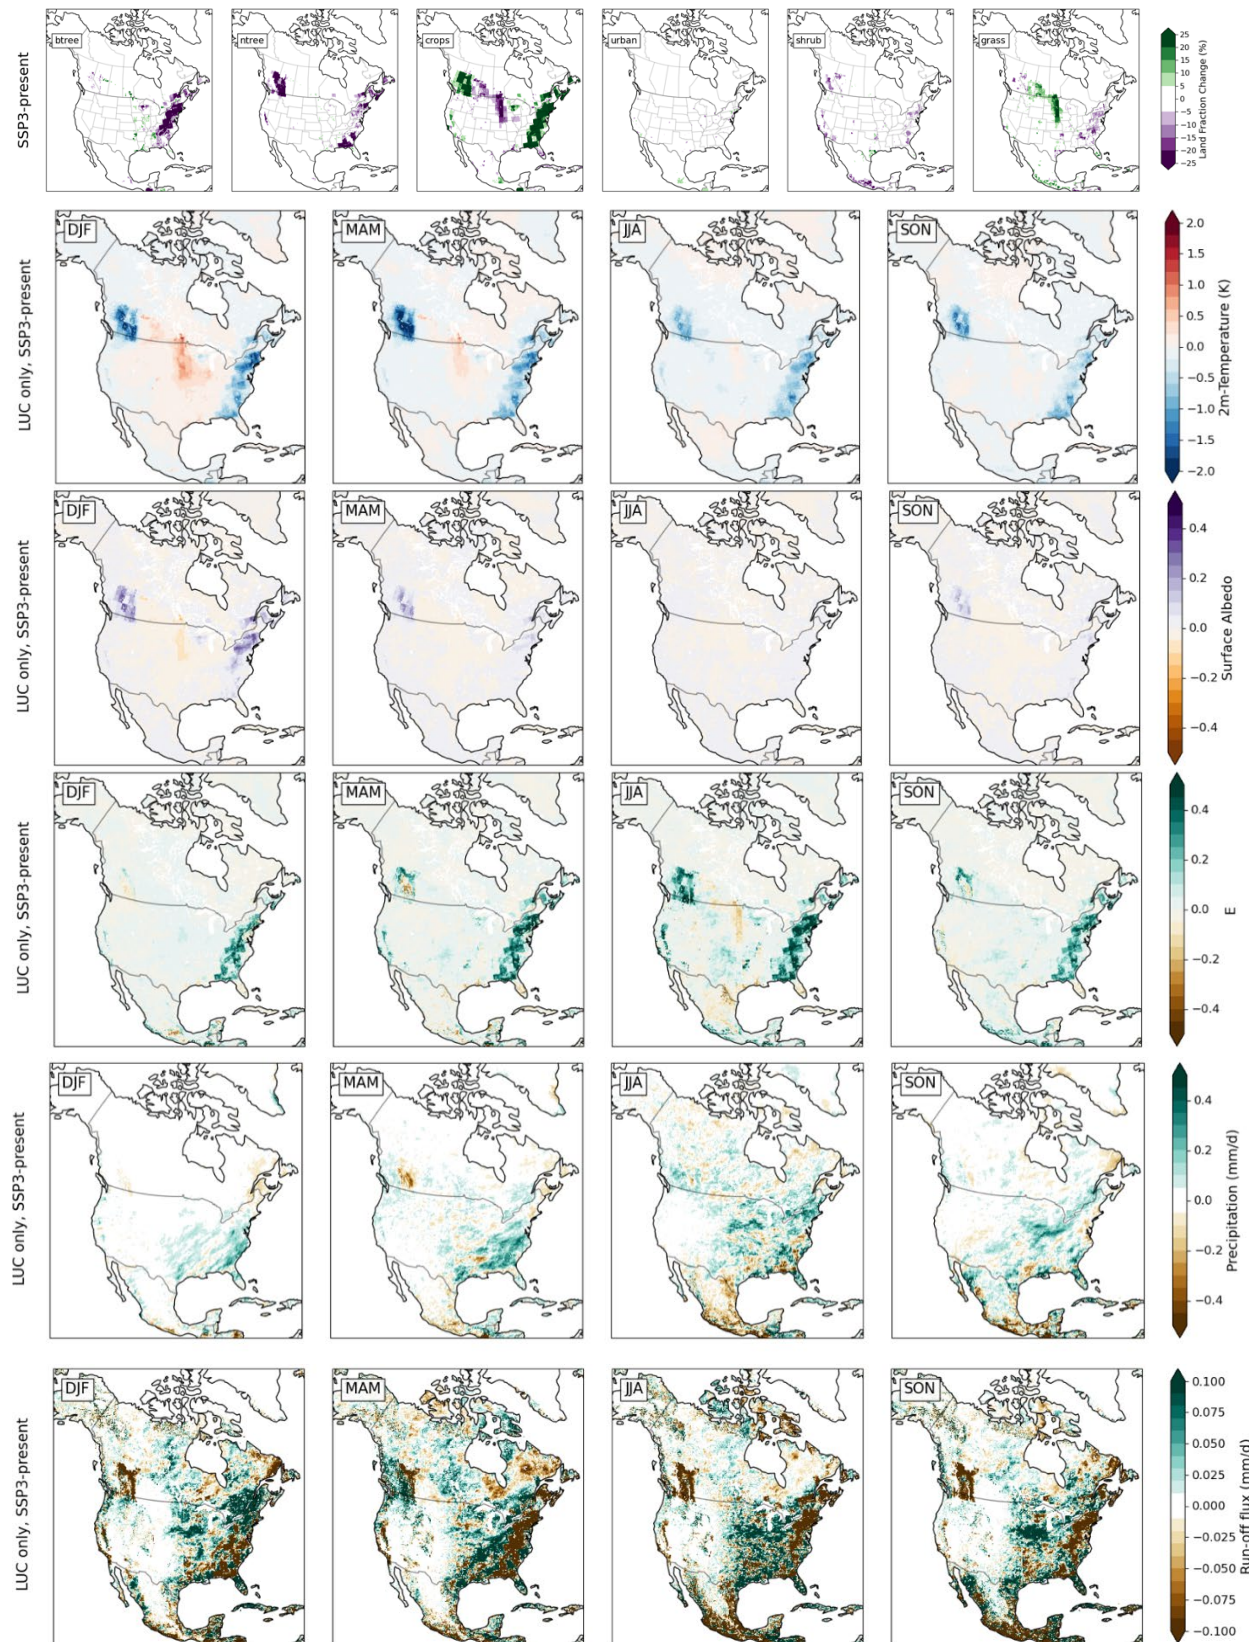 SSP3-present
btree
ntree
crops
urban
shrub
grass
25
20
15
10
5
0
−5
−10
−15
−20
−25
Land Fraction Change (%)
LUC only, SSP3-present
DJF
MAM
JJA
SON
2.0
1.5
1.0
0.5
0.0
−0.5
−1.0
−1.5
−2.0
2m-Temperature (K)
LUC only, SSP3-present
DJF
MAM
JJA
SON
0.4
0.2
0.0
−0.2
−0.4
Surface Albedo
LUC only, SSP3-present
DJF
MAM
JJA
SON
0.4
0.2
0.0
−0.2
−0.4
E
LUC only, SSP3-present
DJF
MAM
JJA
SON
0.4
0.2
0.0
−0.2
−0.4
Precipitation (mm/d)
LUC only, SSP3-present
DJF
MAM
JJA
SON
0.100
0.075
0.050
0.025
0.000
−0.025
−0.050
−0.075
−0.100
Run-off flux (mm/d)